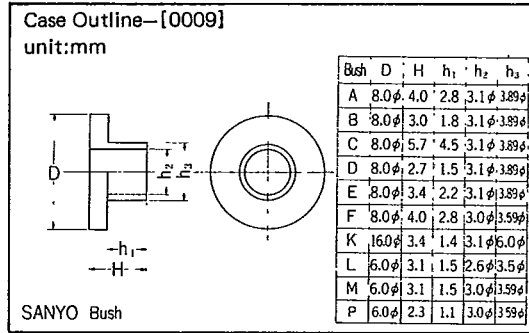 Case Outline—[0009]
unit:mm
Bush D H h₁ h₂ h₃
A 8.0φ 4.0 2.8 3.1φ 3.89φ
B 8.0φ 3.0 1.8 3.1φ 3.89φ
C 8.0φ 5.7 4.5 3.1φ 3.89φ
D 8.0φ 2.7 1.5 3.1φ 3.89φ
E 8.0φ 3.4 2.2 3.1φ 3.89φ
F 8.0φ 4.0 2.8 3.0φ 3.59φ
K 16.0φ 3.4 1.4 3.1φ 6.0φ
L 6.0φ 3.1 1.5 2.6φ 3.5φ
M 6.0φ 3.1 1.5 3.0φ 3.59φ
P 6.0φ 2.3 1.1 3.0φ 3.59φ
D
h₂
h₃
h₁
H
SANYO Bush